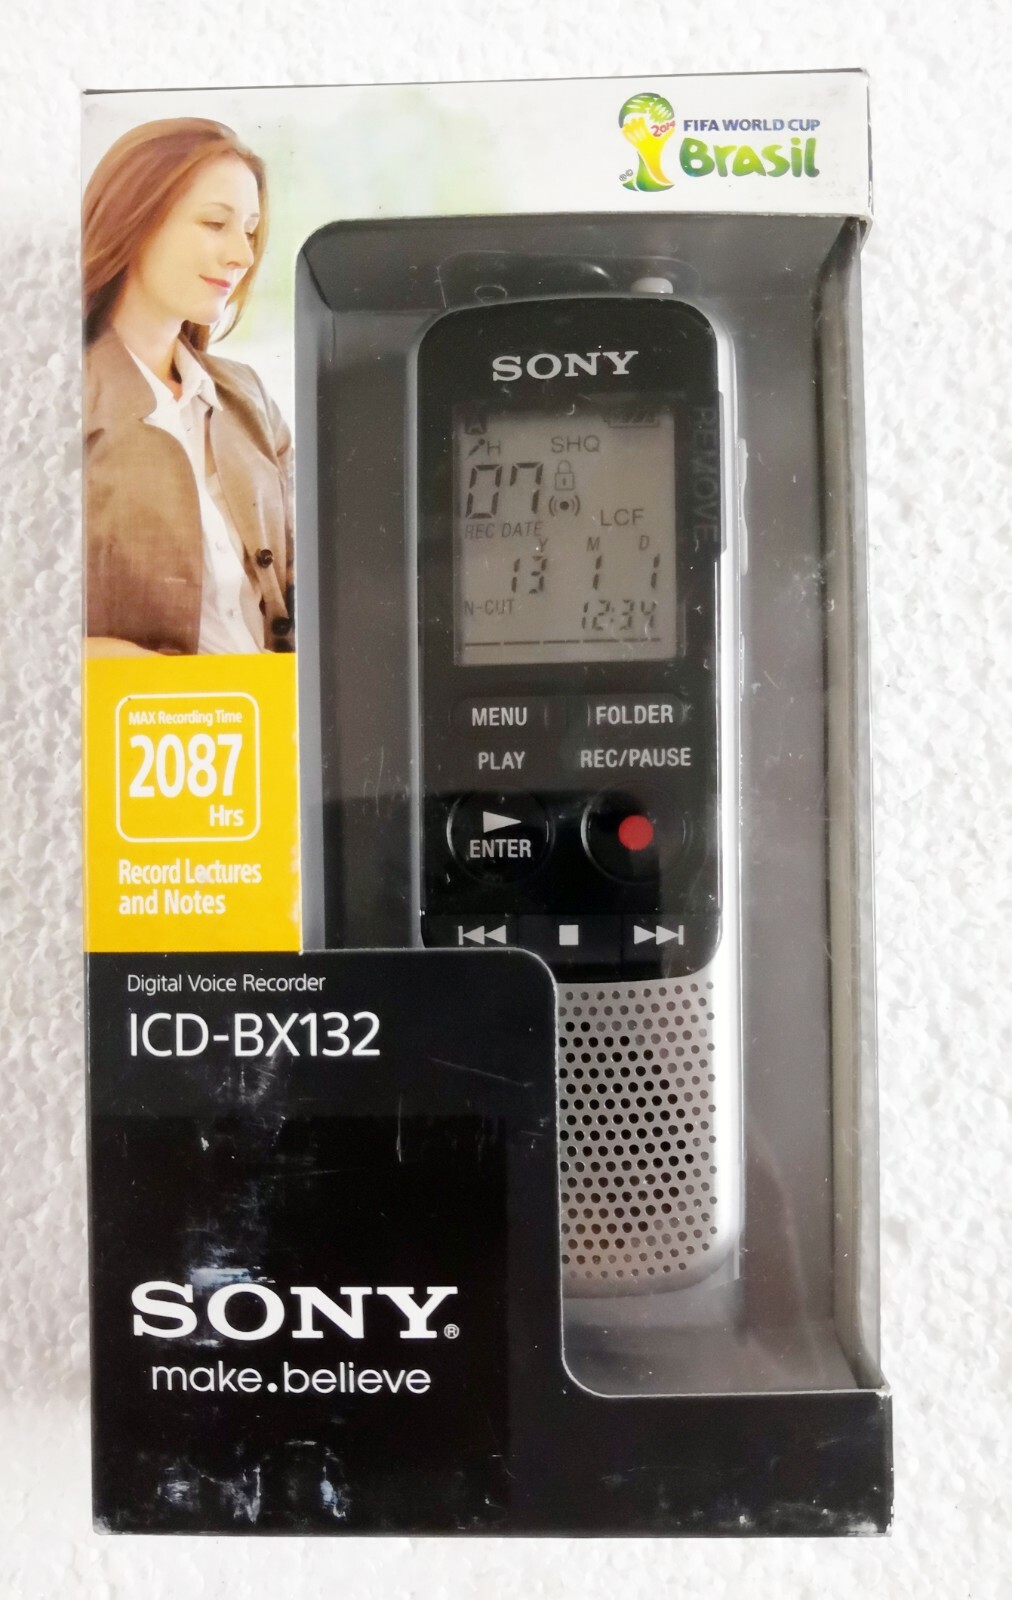 2014
FIFA WORLD CUP
Brasil
SONY
A
H SHQ
07
REC DATE LCF
Y M D
13 1 1
N-CUT 12:34
REMOVE
MENU FOLDER
PLAY REC/PAUSE
ENTER
MAX Recording Time
2087
Hrs
Record Lectures
and Notes
Digital Voice Recorder
ICD-BX132
SONY®
make.believe